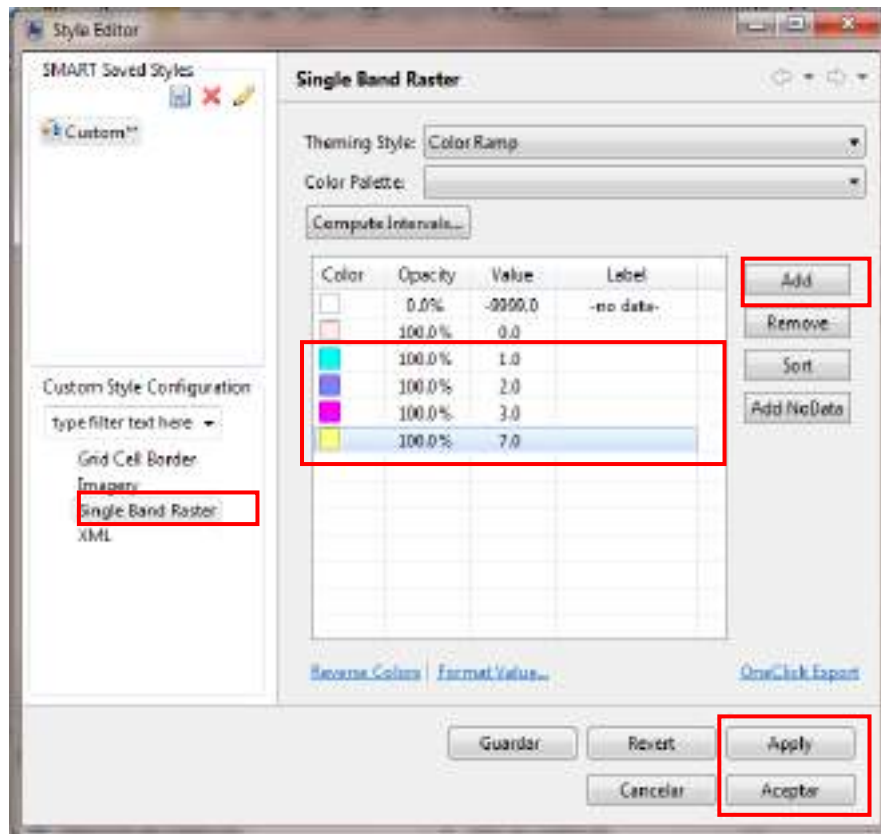 Style Editor
SMART Saved Styles
Custom**
Custom Style Configuration
type filter text here
Grid Cell Border
Imagery
Single Band Raster
XML
Single Band Raster
Theming Style: Color Ramp
Color Palette:
Compute Intervals...
Color Opacity Value Label
0.0% -9999.0 -no data-
100.0% 0.0
100.0% 1.0
100.0% 2.0
100.0% 3.0
100.0% 7.0
Add
Remove
Sort
Add NoData
Reverse Colors Format Value... OneClick Export
Guardar Revert Apply
Cancelar Aceptar